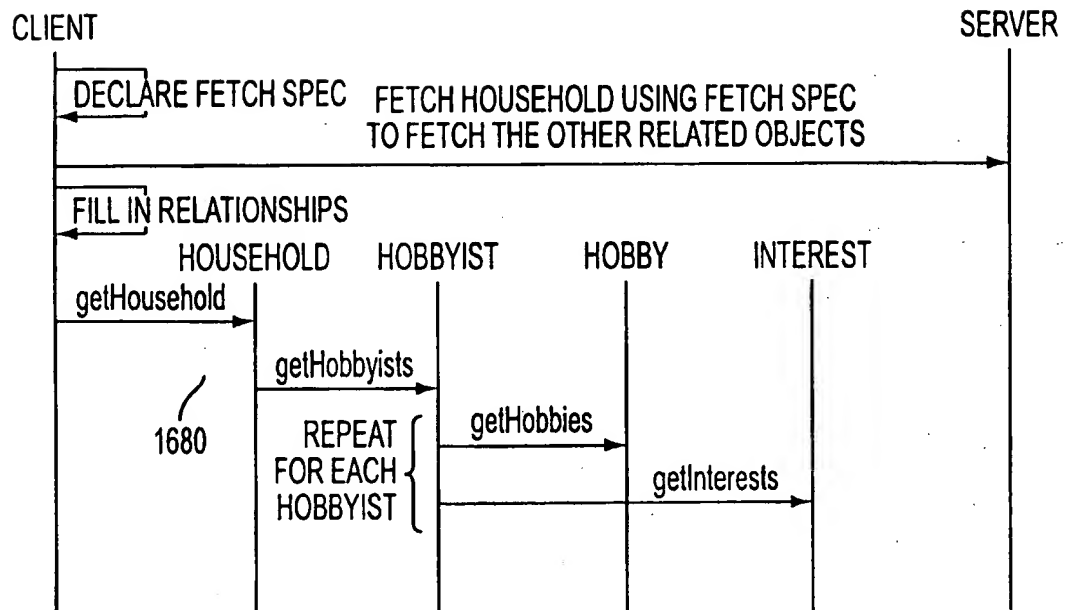 CLIENT
SERVER
DECLARE FETCH SPEC
FETCH HOUSEHOLD USING FETCH SPEC
TO FETCH THE OTHER RELATED OBJECTS
FILL IN RELATIONSHIPS
HOUSEHOLD
HOBBYIST
HOBBY
INTEREST
getHousehold
getHobbyists
1680
REPEAT
FOR EACH
HOBBYIST
getHobbies
getInterests